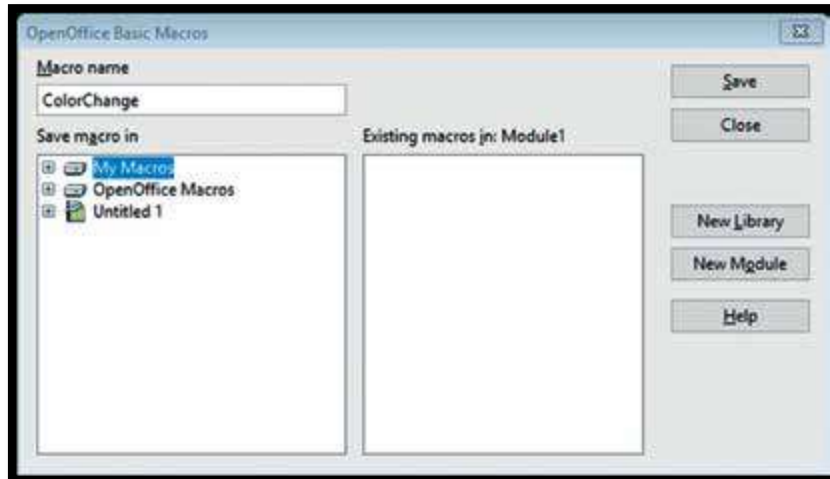 OpenOffice Basic Macros
Macro name
ColorChange
Save macro in
Existing macros in: Module1
My Macros
OpenOffice Macros
Untitled 1
Save
Close
New Library
New Module
Help